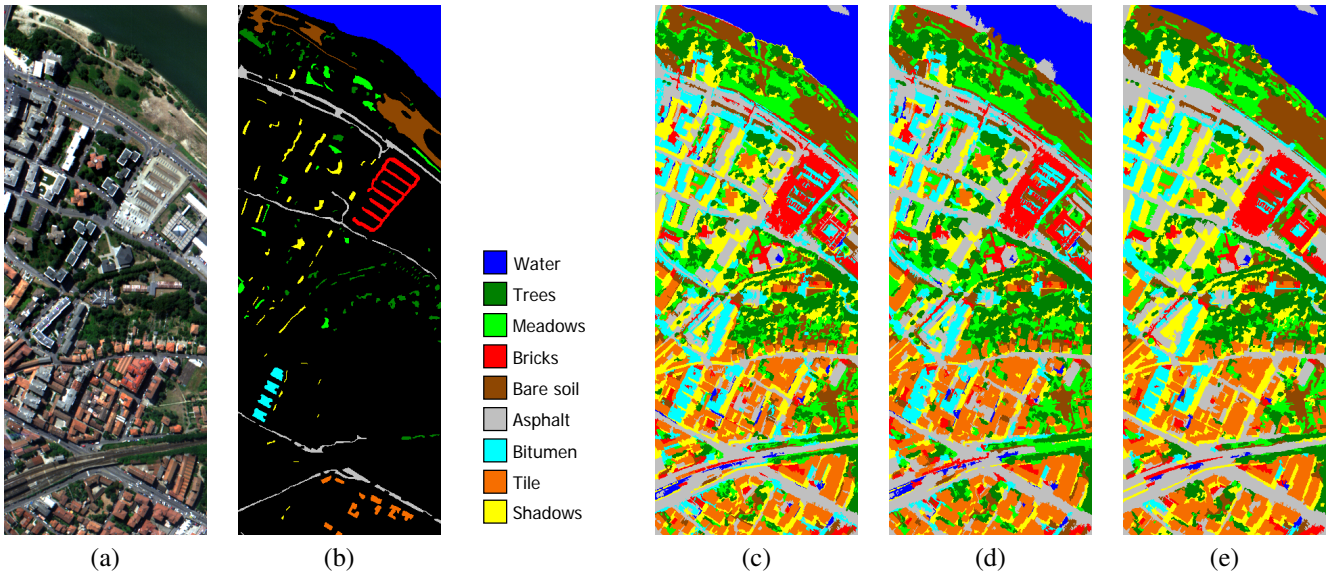 Water
Trees
Meadows
Bricks
Bare soil
Asphalt
Bitumen
Tile
Shadows
(a)
(b)
(c)
(d)
(e)